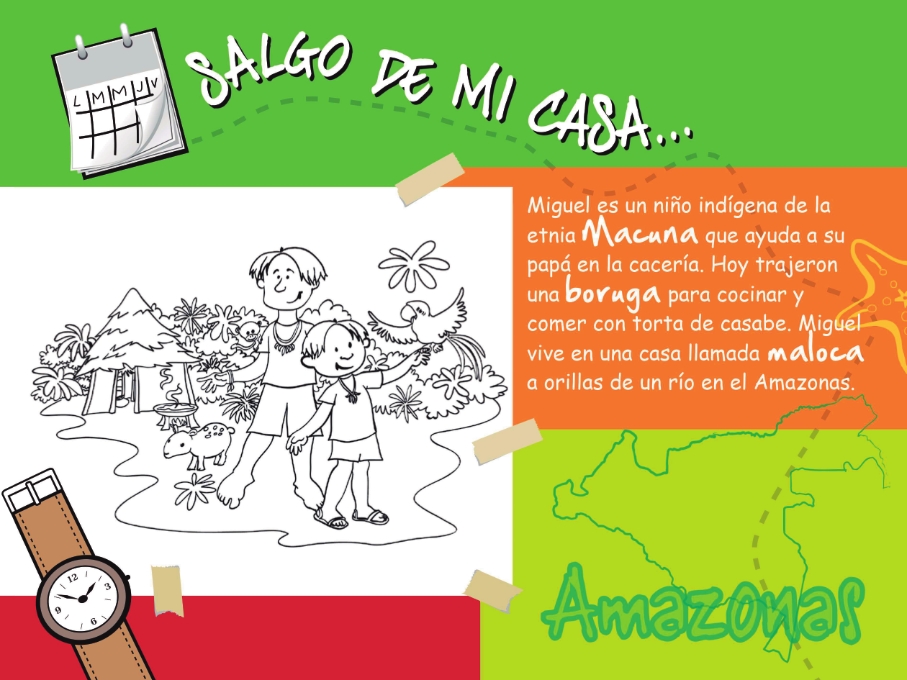 L M M J V
SALGO DE MI CASA...
Miguel es un niño indígena de la
etnia Macuna que ayuda a su
papá en la cacería. Hoy trajeron
una boruga para cocinar y
comer con torta de casabe. Miguel
vive en una casa llamada maloca
a orillas de un río en el Amazonas.
12
9 3
6
Amazonas